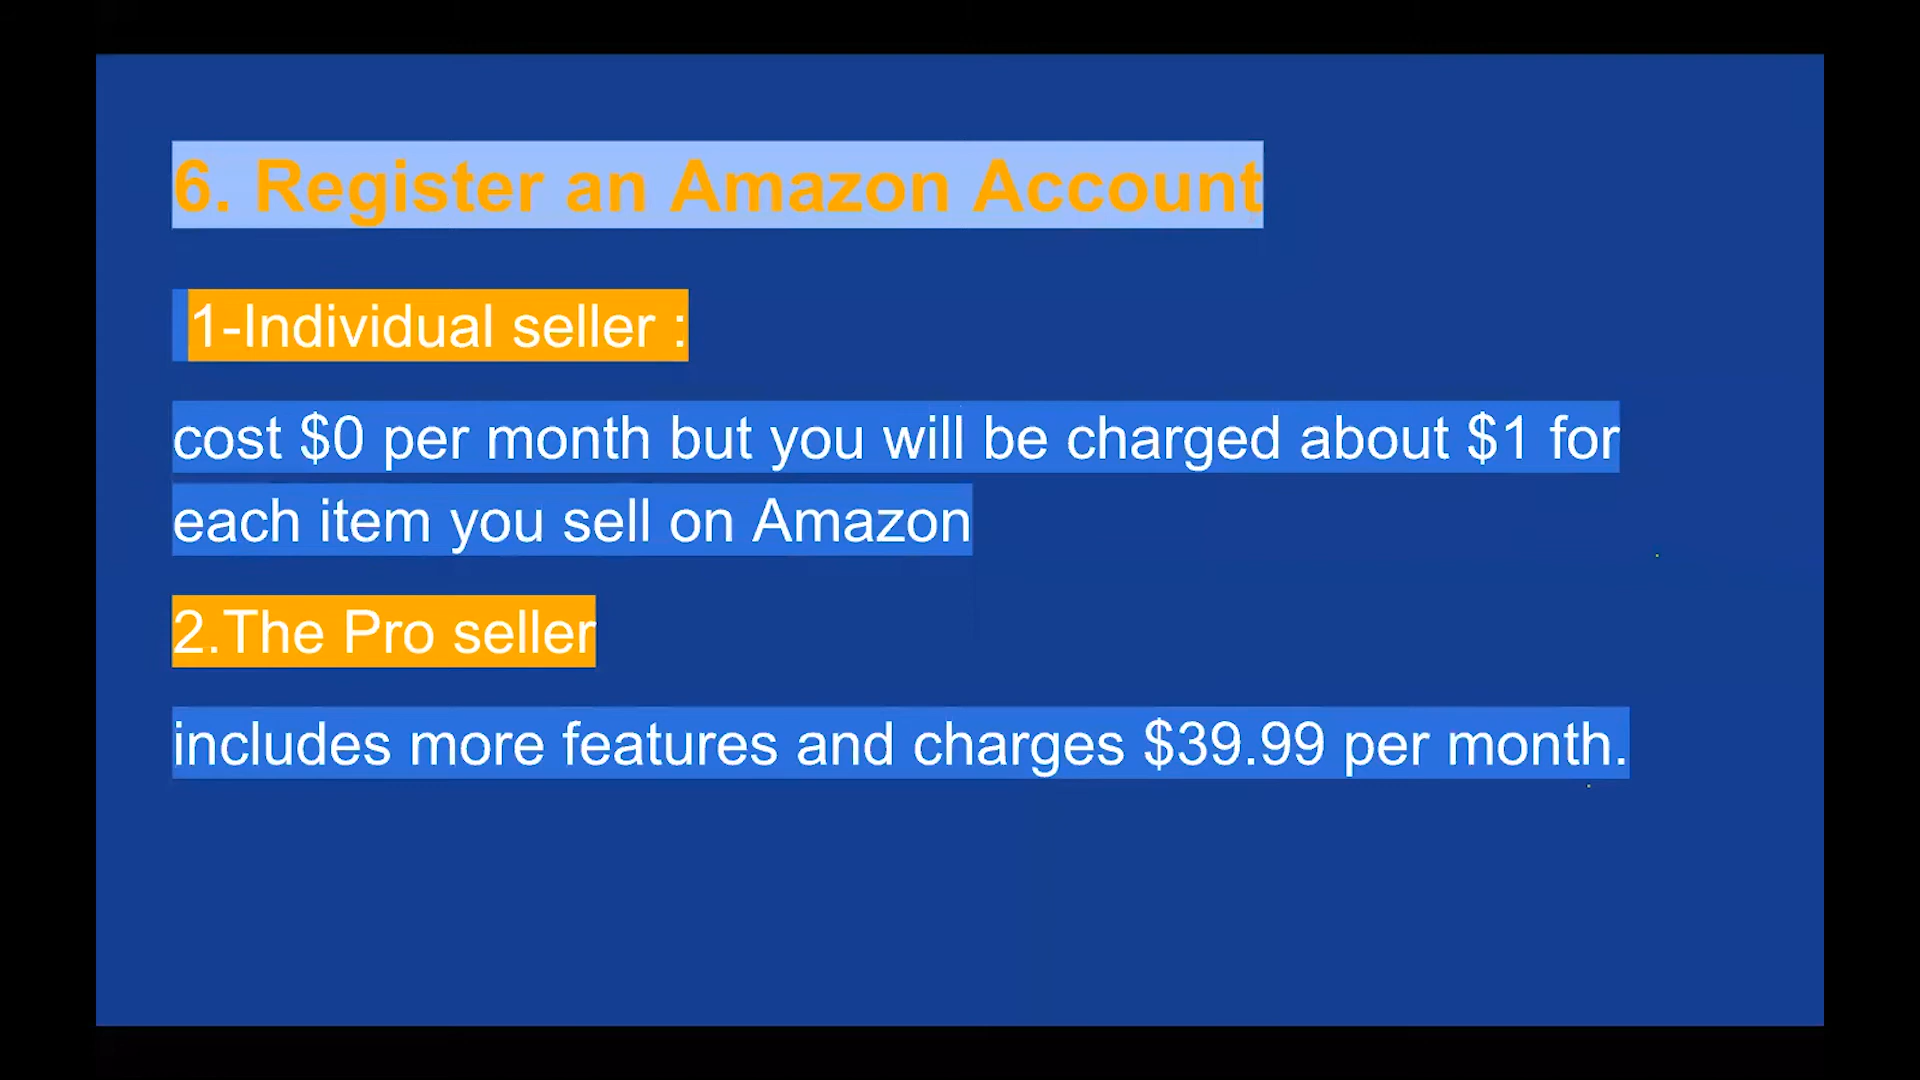 6. Register an Amazon Account
1-Individual seller :
cost $0 per month but you will be charged about $1 for
each item you sell on Amazon
2.The Pro seller
includes more features and charges $39.99 per month.